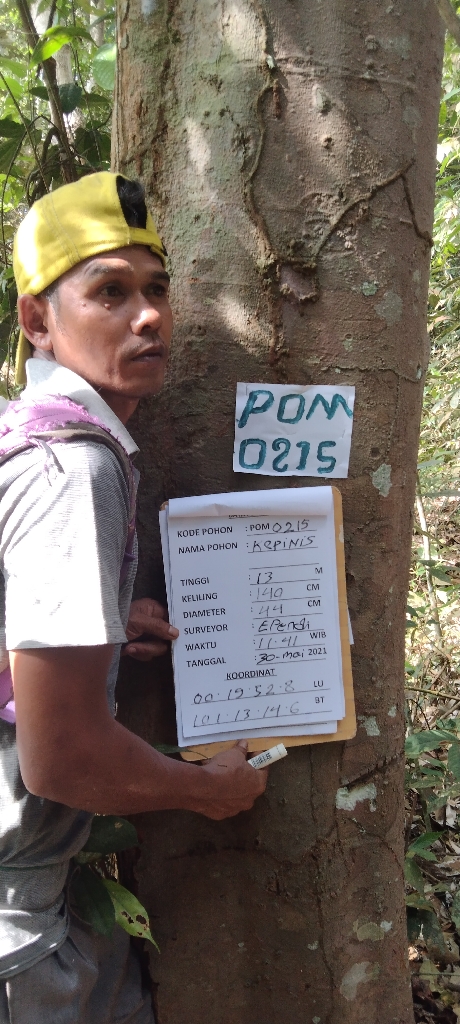 POM
0215
KODE POHON : POM 0215
NAMA POHON : KEPINIS
TINGGI : 13 M
KELILING : 140 CM
DIAMETER : 44 CM
SURVEYOR : EPendi
WAKTU : 11.41 WIB
TANGGAL : 30-mai 2021
KOORDINAT
00.19.52.8 LU
101.13.14.6 BT